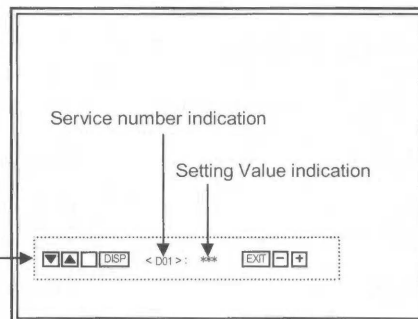 Service number indication
Setting Value indication
▼ ▲ DISP < D01 > : *** EXIT - +